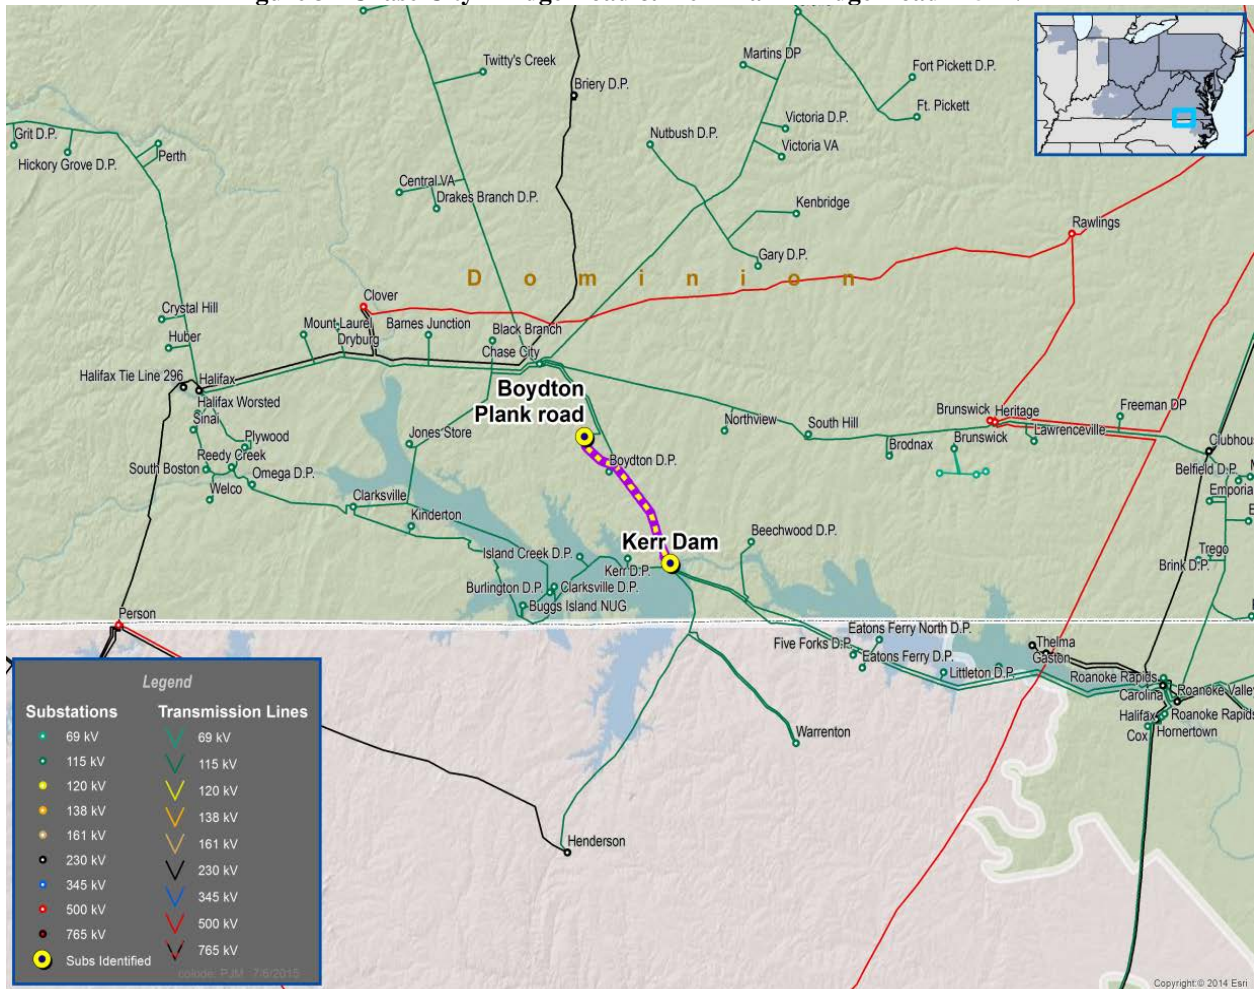 Twitty's Creek
Briery D.P.
Martins DP
Fort Pickett D.P.
Ft. Pickett
Grit D.P.
Hickory Grove D.P.
Perth
Nutbush D.P.
Victoria D.P.
Victoria VA
Central VA
Drakes Branch D.P.
Kenbridge
Gary D.P.
Rawlings
Dominion
Clover
Crystal Hill
Huber
Mount Laurel
Dryburg
Barnes Junction
Black Branch
Chase City
Halifax Tie Line 296
Halifax
Halifax Worsted
Sinai
Boydton
Plank road
Plywood
Reedy Creek
South Boston
Omega D.P.
Welco
Jones Store
Boydton D.P.
Northview
South Hill
Brodnax
Brunswick
Heritage
Brunswick
Lawrenceville
Freeman DP
Clubhous
Belfield D.P.
Emporia
Trego
Brink D.P.
Clarksville
Kinderton
Kerr Dam
Beechwood D.P.
Island Creek D.P.
Kerr D.P.
Burlington D.P.
Clarksville D.P.
Buggs Island NUG
Person
Five Forks D.P.
Eatons Ferry North D.P.
Eatons Ferry D.P.
Littleton D.P.
Thelma
Gaston
Roanoke Rapids
Carolina
Roanoke Valley
Halifax
Roanoke Rapids
Cox
Hornertown
Warrenton
Henderson
Legend
Substations Transmission Lines
69 kV 69 kV
115 kV 115 kV
120 kV 120 kV
138 kV 138 kV
161 kV 161 kV
230 kV 230 kV
345 kV 345 kV
500 kV 500 kV
765 kV 765 kV
Subs Identified
Copyright:© 2014 Esri